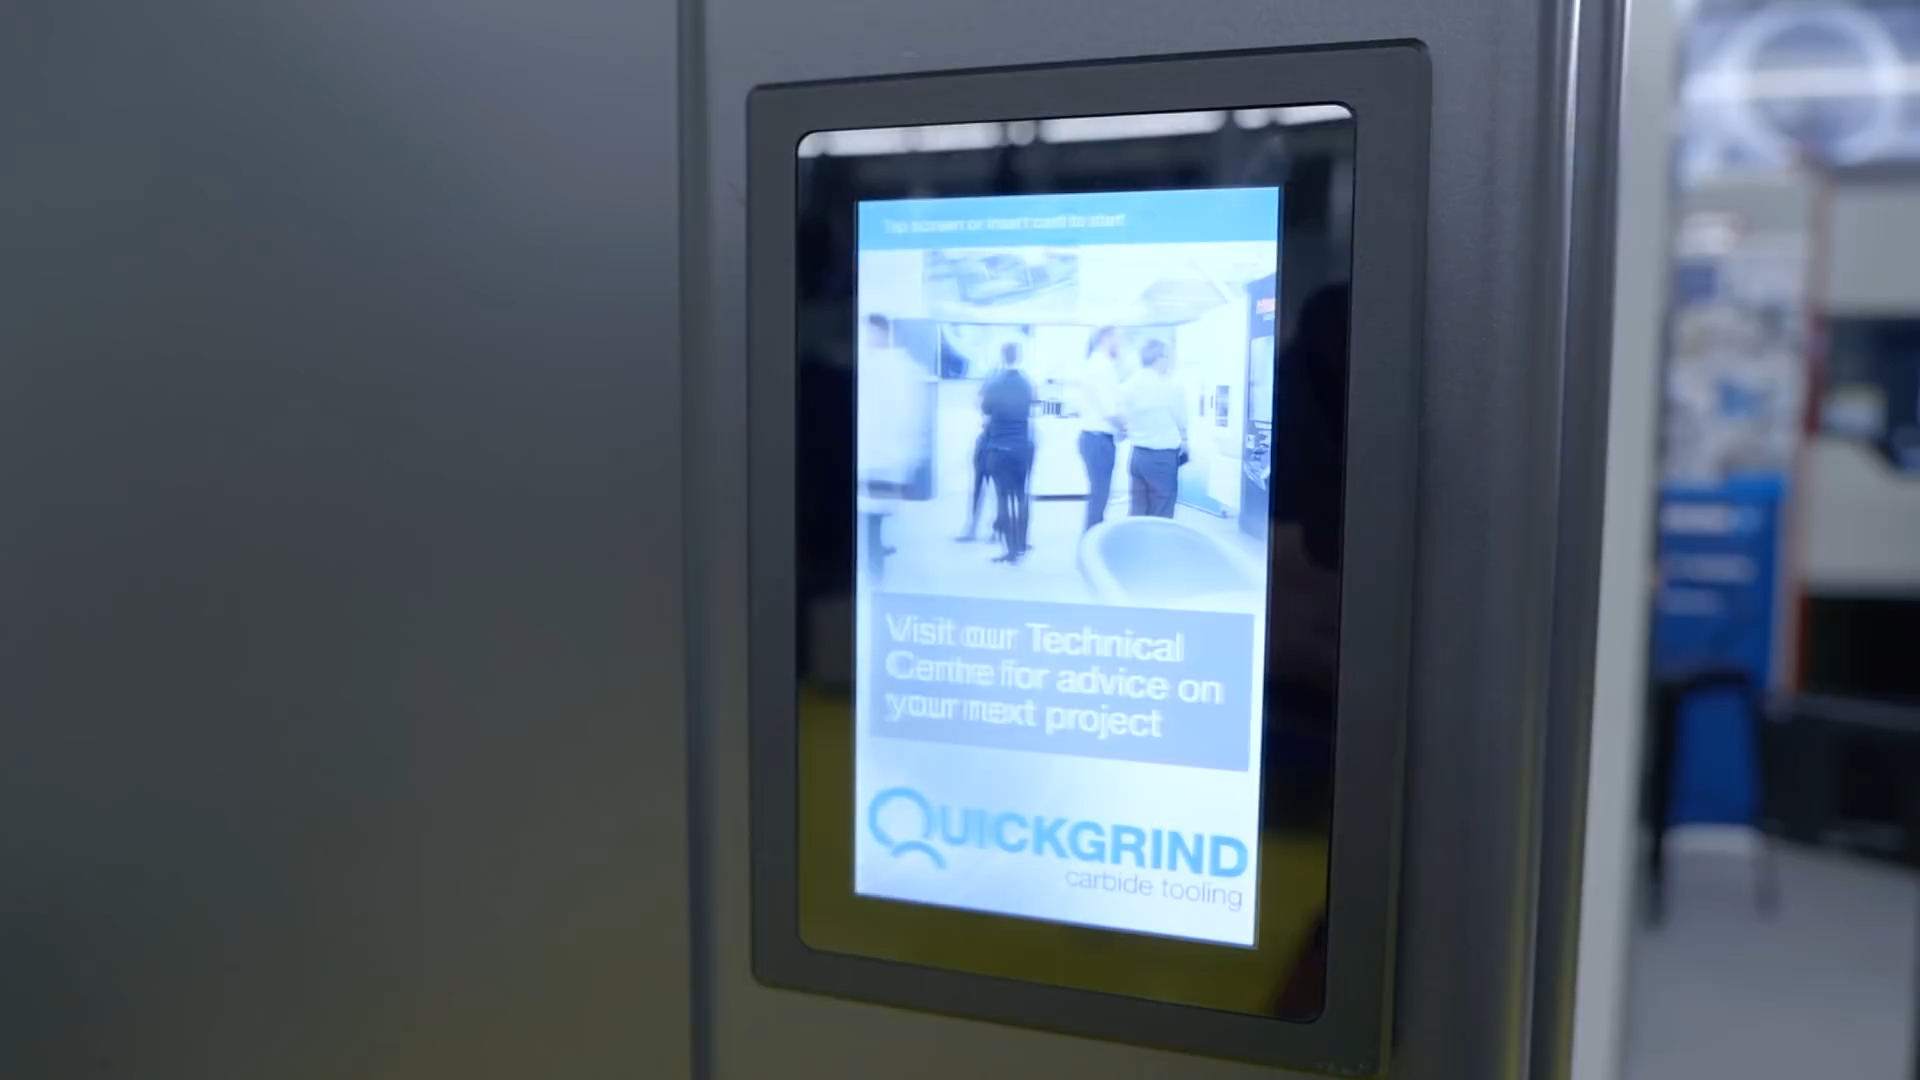 Tap screen or insert card to start
Visit our Technical
Centre for advice on
your next project
QUICKGRIND
carbide tooling